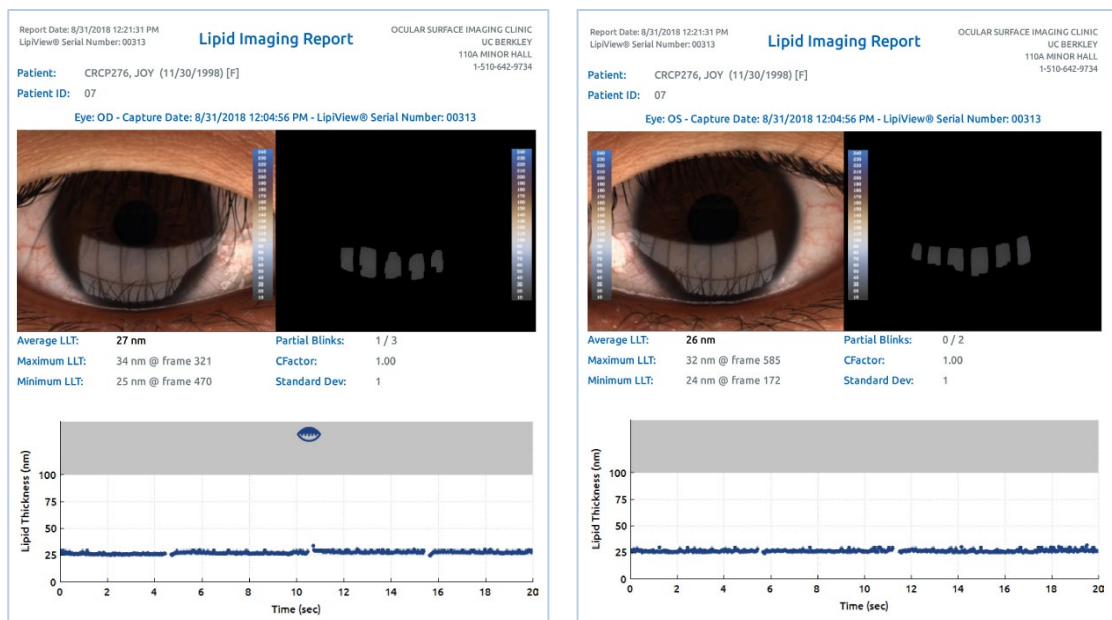 Report Date: 8/31/2018 12:21:31 PM
LipiView® Serial Number: 00313
Lipid Imaging Report
OCULAR SURFACE IMAGING CLINIC
UC BERKLEY
110A MINOR HALL
1-510-642-9734
Patient: CRCP276, JOY (11/30/1998) [F]
Patient ID: 07
Eye: OD - Capture Date: 8/31/2018 12:04:56 PM - LipiView® Serial Number: 00313
Average LLT: 27 nm Partial Blinks: 1 / 3
Maximum LLT: 34 nm @ frame 321 CFactor: 1.00
Minimum LLT: 25 nm @ frame 470 Standard Dev: 1
Lipid Thickness (nm)
100
75
50
25
0
0 2 4 6 8 10 12 14 16 18 20
Time (sec)
Report Date: 8/31/2018 12:21:31 PM
LipiView® Serial Number: 00313
Lipid Imaging Report
OCULAR SURFACE IMAGING CLINIC
UC BERKLEY
110A MINOR HALL
1-510-642-9734
Patient: CRCP276, JOY (11/30/1998) [F]
Patient ID: 07
Eye: OS - Capture Date: 8/31/2018 12:04:56 PM - LipiView® Serial Number: 00313
Average LLT: 26 nm Partial Blinks: 0 / 2
Maximum LLT: 32 nm @ frame 585 CFactor: 1.00
Minimum LLT: 24 nm @ frame 172 Standard Dev: 1
Lipid Thickness (nm)
100
75
50
25
0
0 2 4 6 8 10 12 14 16 18 20
Time (sec)